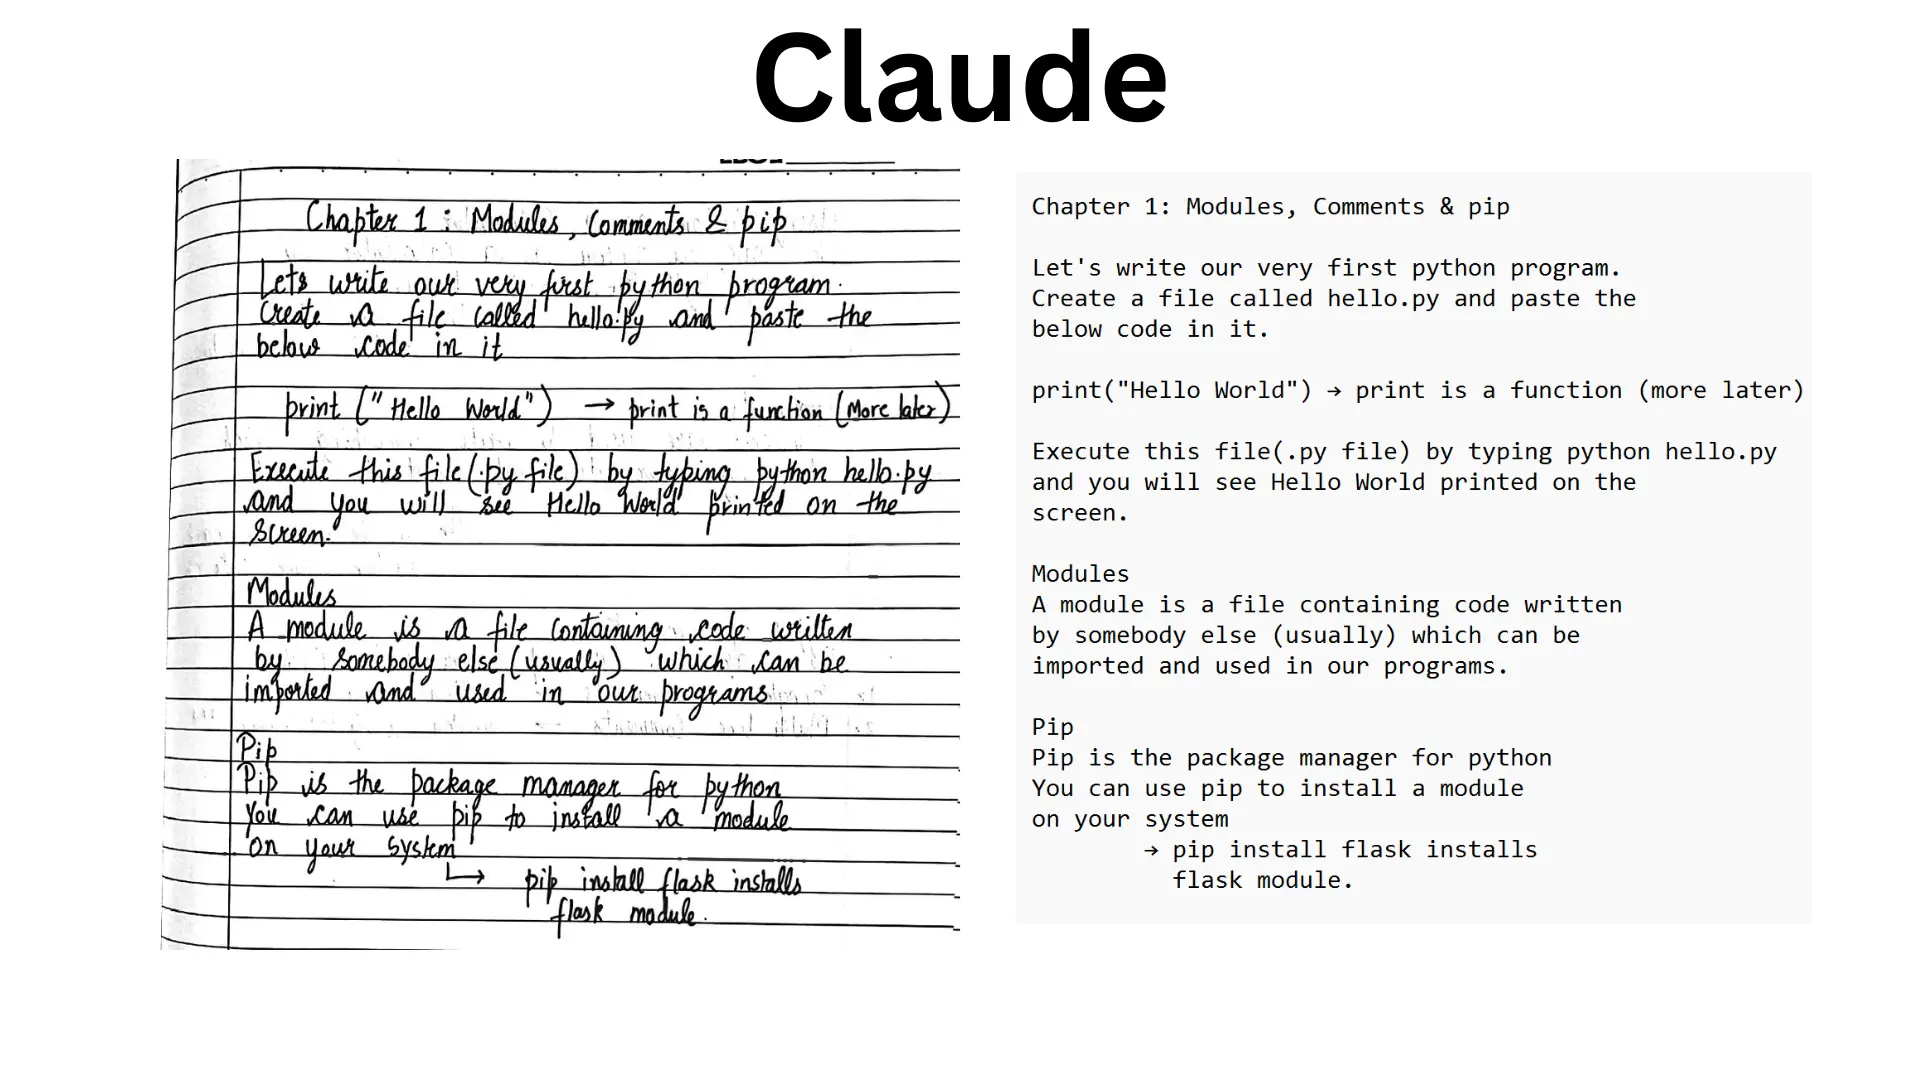 Claude
Chapter 1 : Modules, Comments & pip
Lets write our very first python program.
Create a file called hello.py and paste the
below code in it
print ("Hello World") → print is a function (More later)
Execute this file (.py file) by typing python hello.py
and you will see Hello World printed on the
Screen.
Modules
A module is a file containing code written
by somebody else (usually) which can be
imported and used in our programs
Pip
Pip is the package manager for python
You can use pip to install a module
on your system
→ pip install flask installs
flask module.
Chapter 1: Modules, Comments & pip
Let's write our very first python program.
Create a file called hello.py and paste the
below code in it.
print("Hello World") → print is a function (more later)
Execute this file(.py file) by typing python hello.py
and you will see Hello World printed on the
screen.
Modules
A module is a file containing code written
by somebody else (usually) which can be
imported and used in our programs.
Pip
Pip is the package manager for python
You can use pip to install a module
on your system
→ pip install flask installs
flask module.